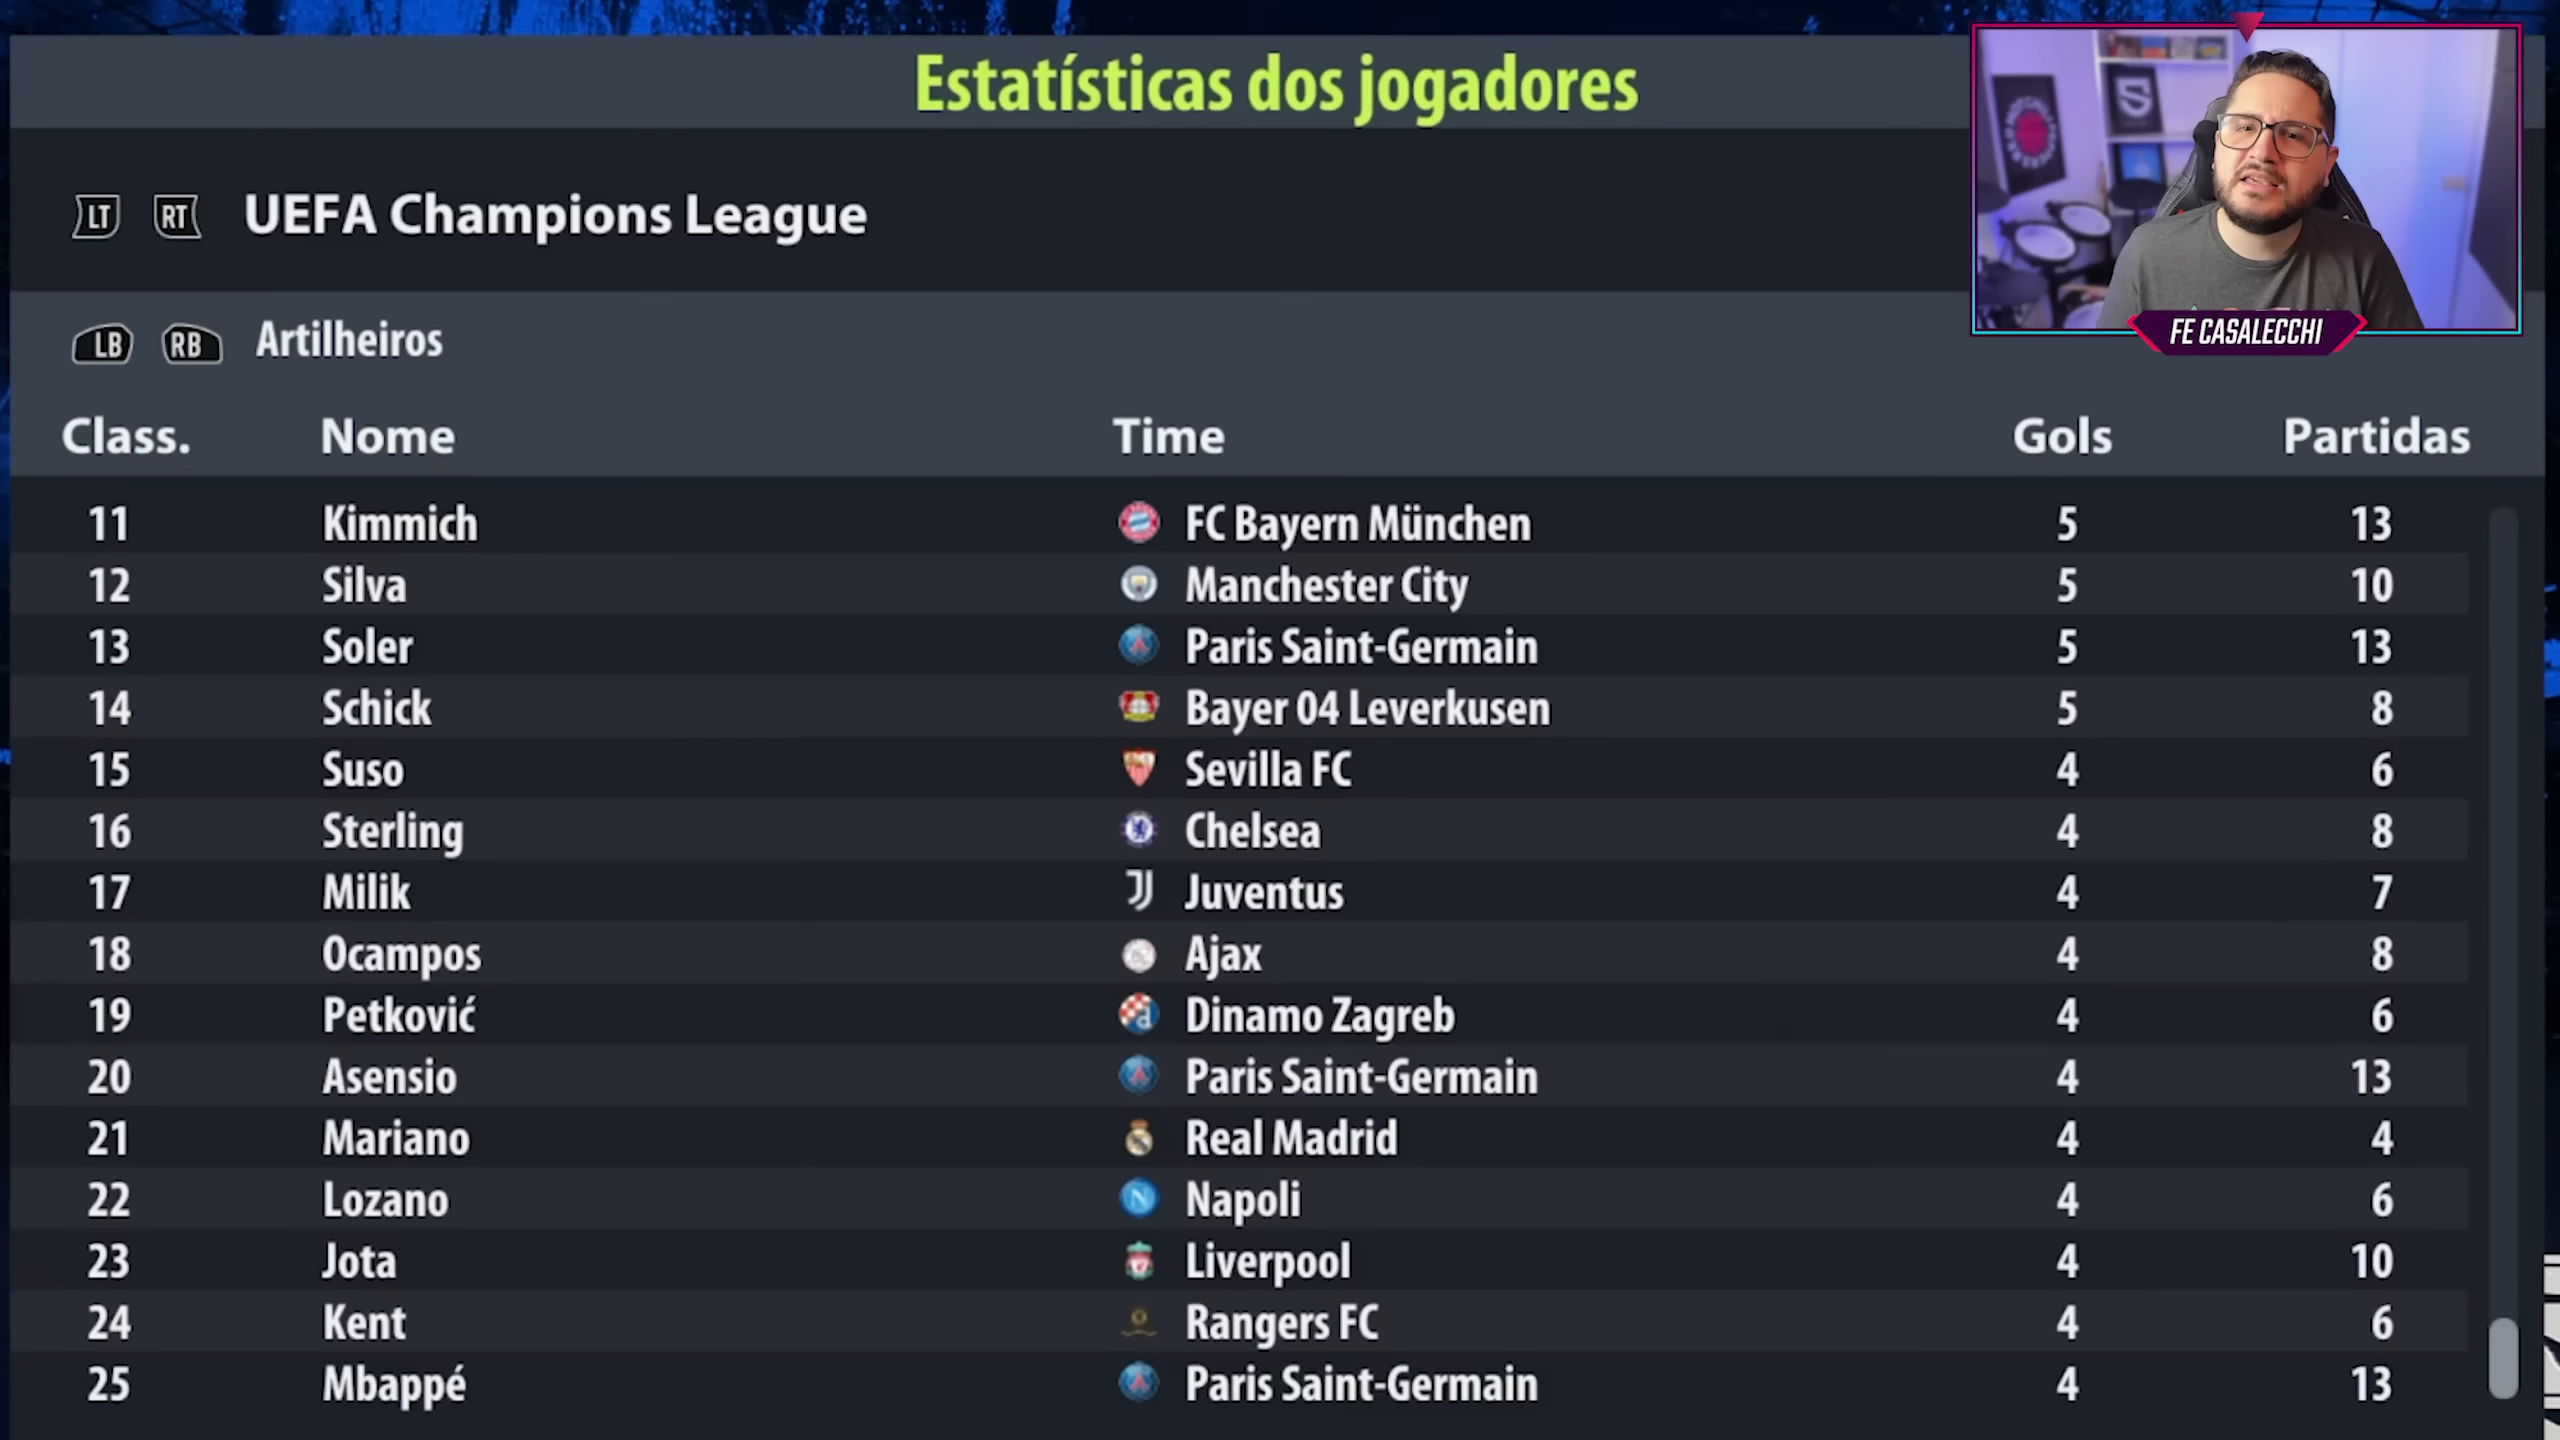 Estatísticas dos jogadores
LT RT UEFA Champions League
FE CASALECCHI
LB RB Artilheiros
Class. Nome Time Gols Partidas
11 Kimmich FC Bayern München 5 13
12 Silva Manchester City 5 10
13 Soler Paris Saint-Germain 5 13
14 Schick Bayer 04 Leverkusen 5 8
15 Suso Sevilla FC 4 6
16 Sterling Chelsea 4 8
17 Milik Juventus 4 7
18 Ocampos Ajax 4 8
19 Petković Dinamo Zagreb 4 6
20 Asensio Paris Saint-Germain 4 13
21 Mariano Real Madrid 4 4
22 Lozano Napoli 4 6
23 Jota Liverpool 4 10
24 Kent Rangers FC 4 6
25 Mbappé Paris Saint-Germain 4 13